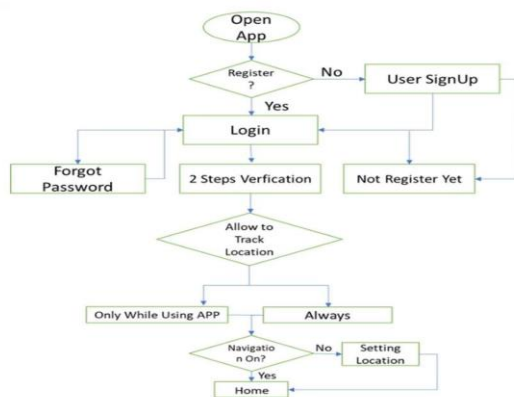 Open
App
Register
?
No
User SignUp
Yes
Login
Forgot
Password
2 Steps Verfication
Not Register Yet
Allow to
Track
Location
Only While Using APP
Always
Navigatio
n On?
No
Setting
Location
Yes
Home